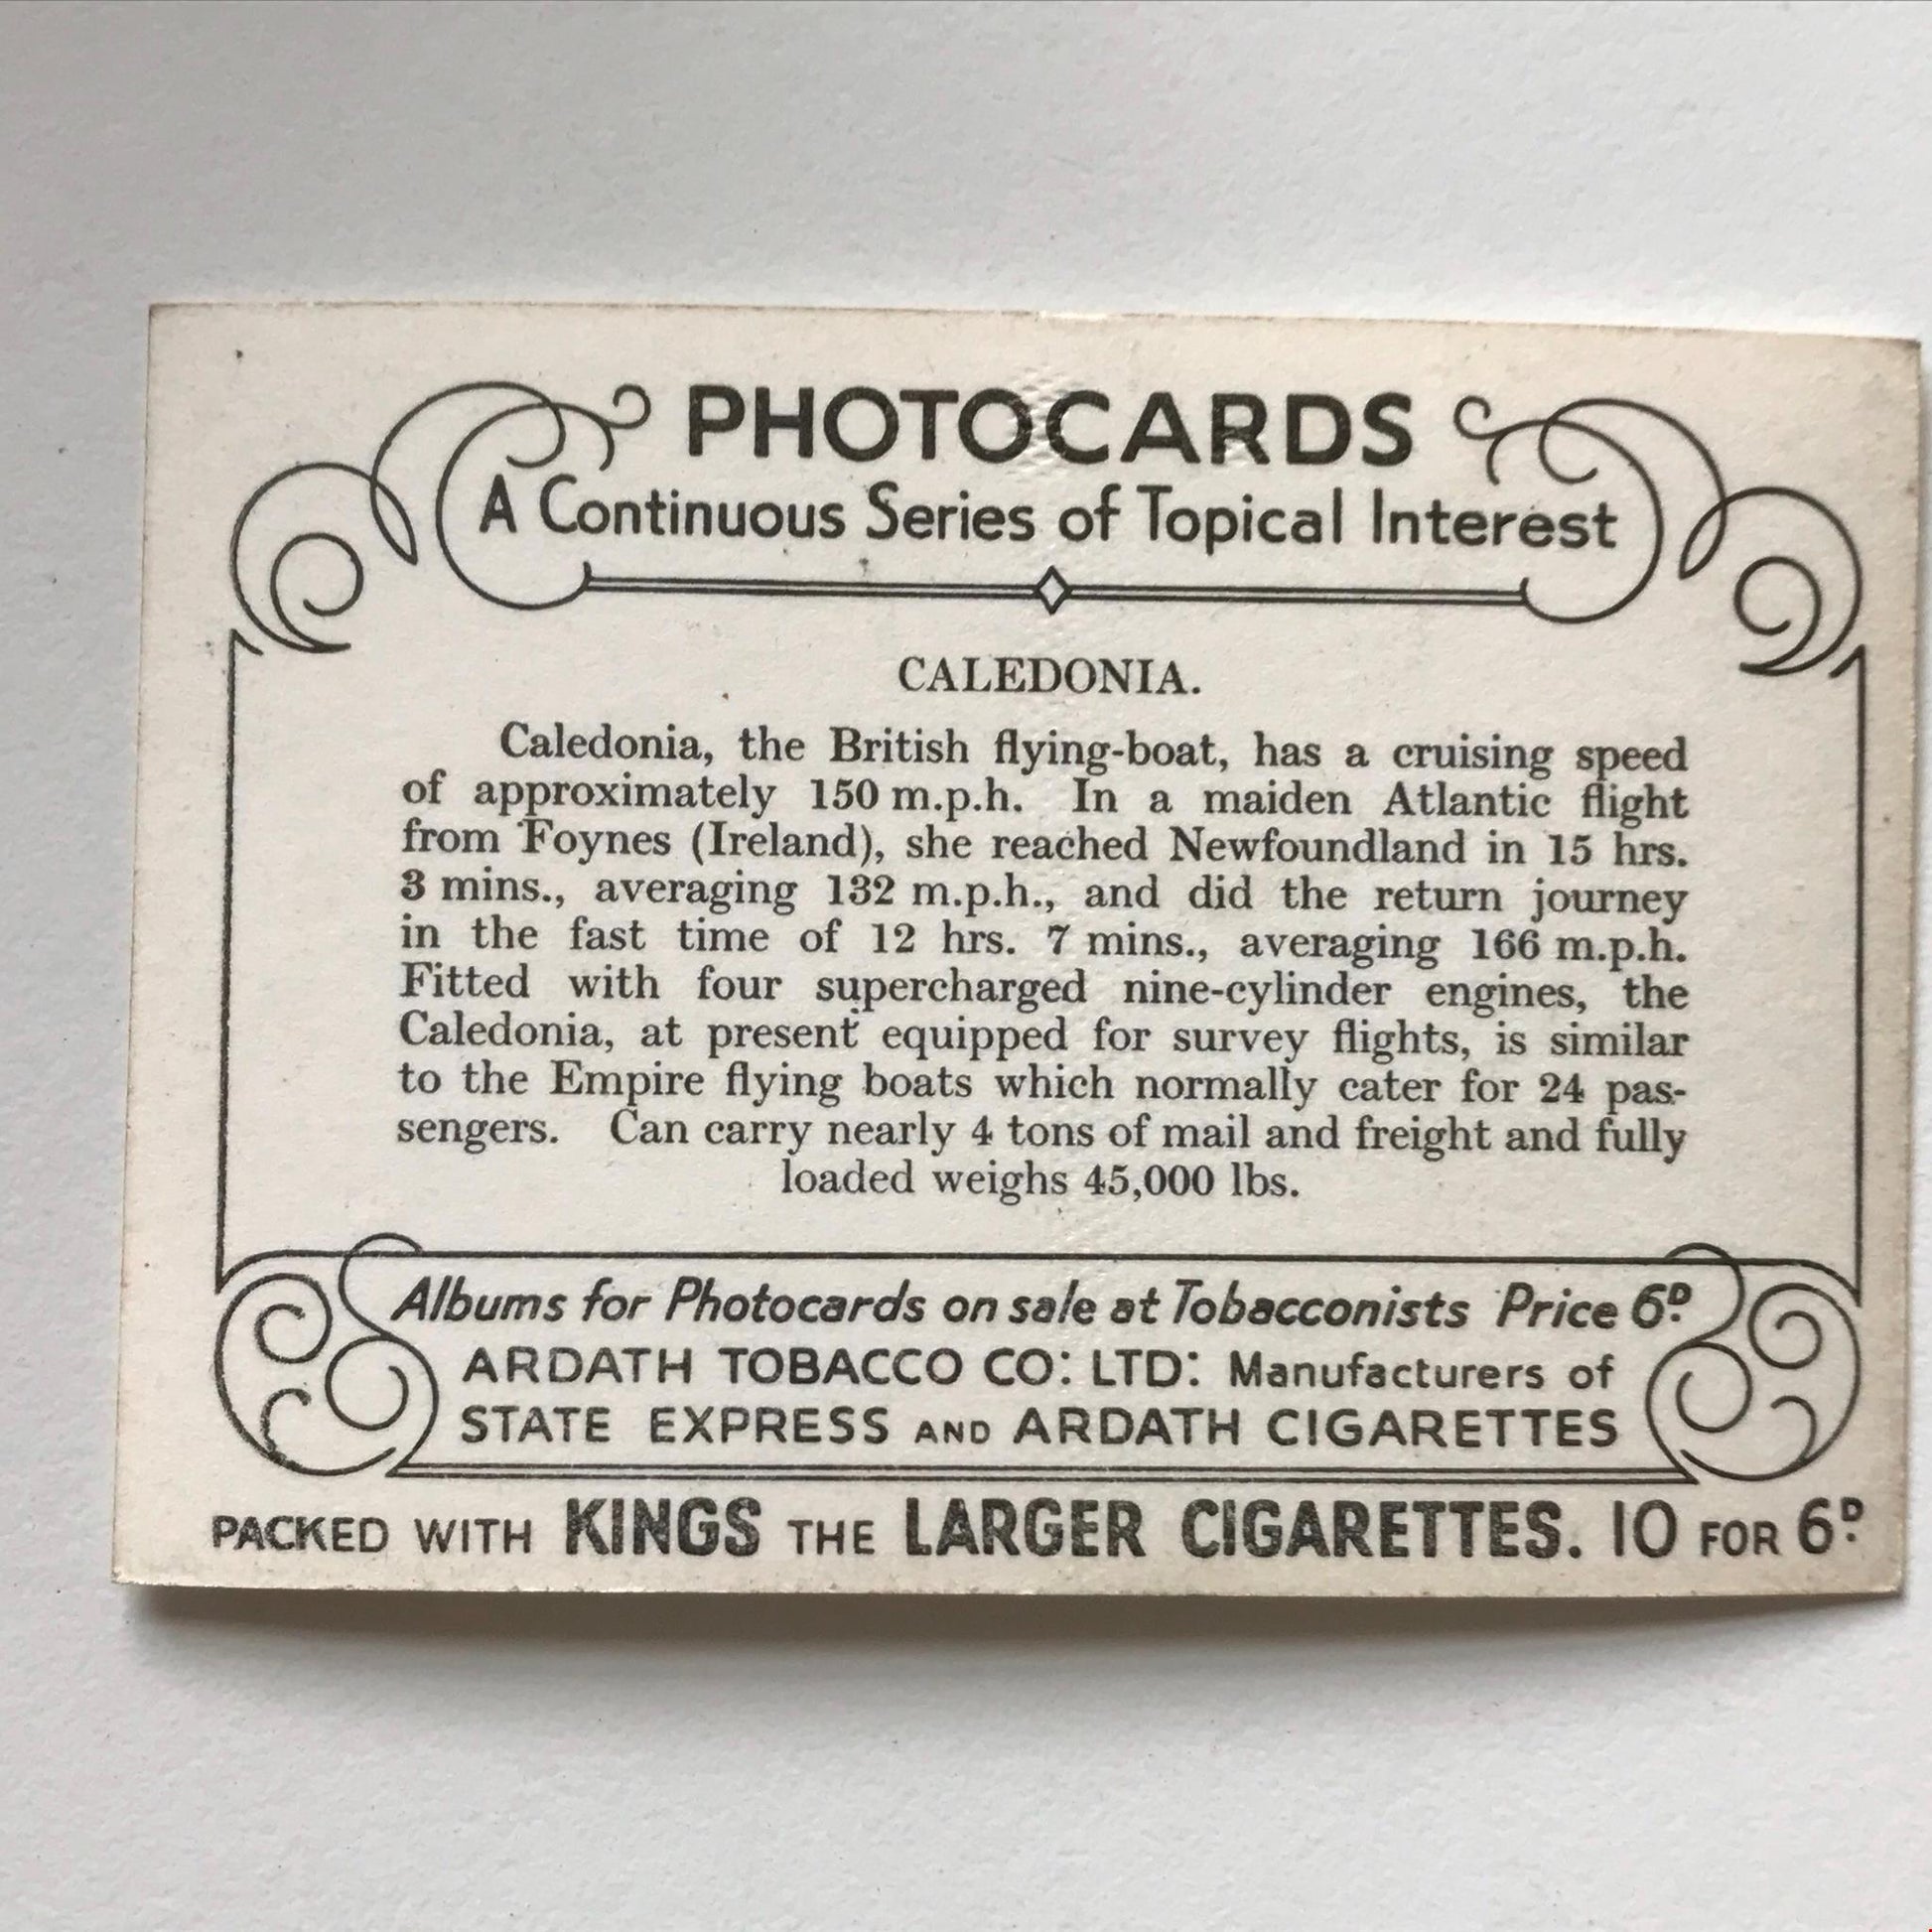 PHOTOCARDS
A Continuous Series of Topical Interest
CALEDONIA.
Caledonia, the British flying-boat, has a cruising speed
of approximately 150 m.p.h. In a maiden Atlantic flight
from Foynes (Ireland), she reached Newfoundland in 15 hrs.
3 mins., averaging 132 m.p.h., and did the return journey
in the fast time of 12 hrs. 7 mins., averaging 166 m.p.h.
Fitted with four supercharged nine-cylinder engines, the
Caledonia, at present equipped for survey flights, is similar
to the Empire flying boats which normally cater for 24 pas-
sengers. Can carry nearly 4 tons of mail and freight and fully
loaded weighs 45,000 lbs.
Albums for Photocards on sale at Tobacconists Price 6D.
ARDATH TOBACCO CO: LTD: Manufacturers of
STATE EXPRESS AND ARDATH CIGARETTES
PACKED WITH KINGS THE LARGER CIGARETTES. 10 FOR 6D.